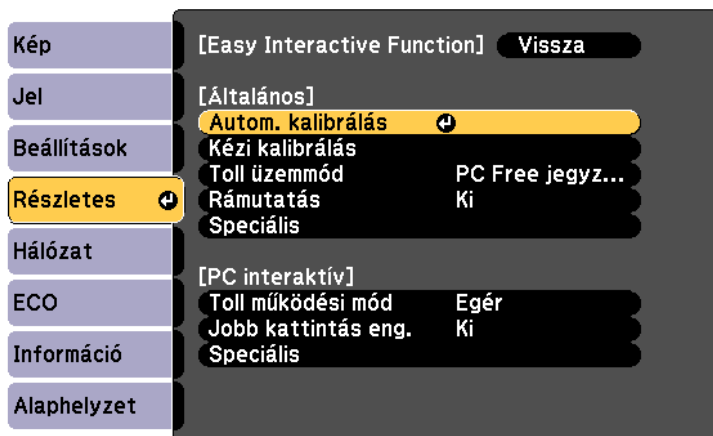 Kép
Jel
Beállítások
Részletes
Hálózat
ECO
Információ
Alaphelyzet
[Easy Interactive Function] Vissza
[Általános]
Autom. kalibrálás
Kézi kalibrálás
Toll üzemmód PC Free jegyz...
Rámutatás Ki
Speciális
[PC interaktív]
Toll működési mód Egér
Jobb kattintás eng. Ki
Speciális